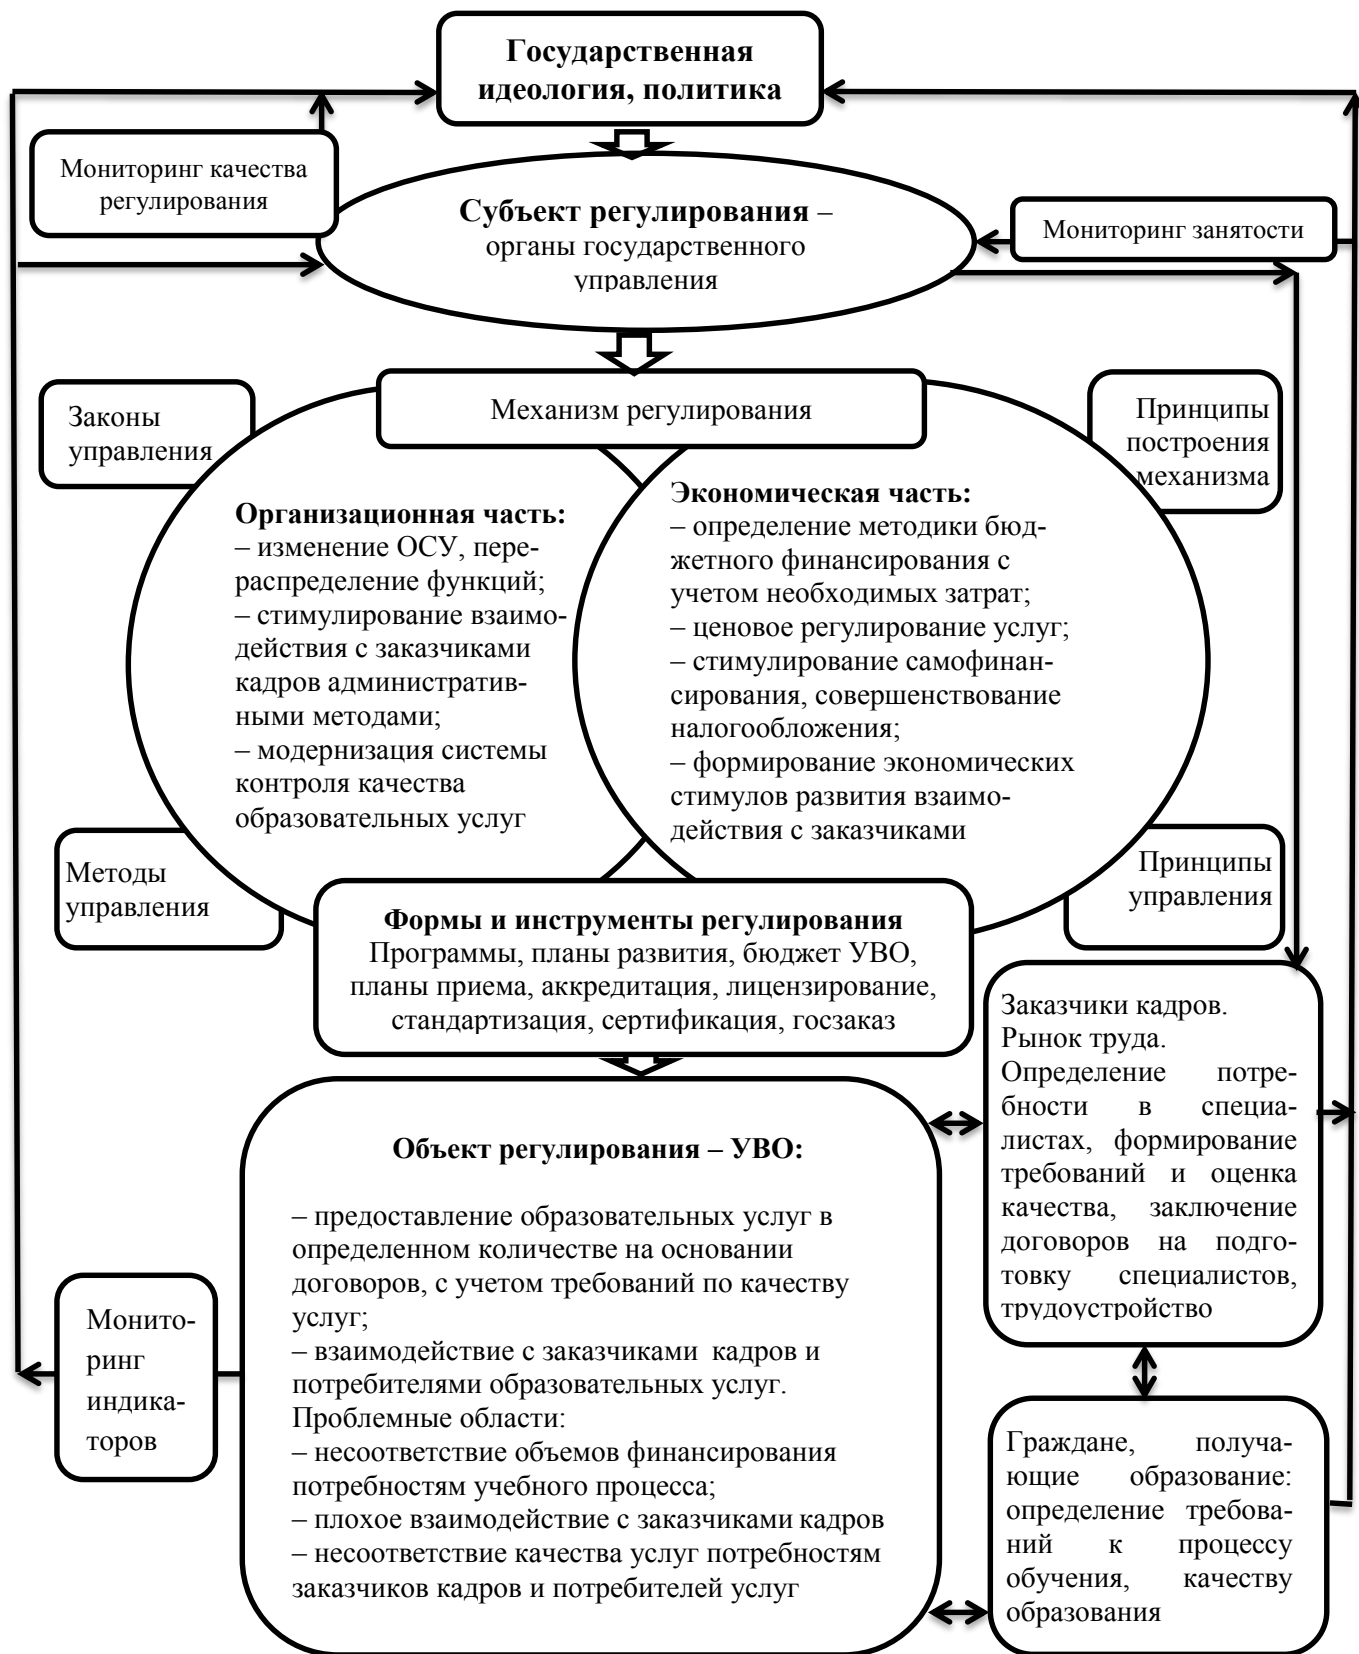 Государственная
идеология, политика
Мониторинг качества
регулирования
Субъект регулирования –
органы государственного
управления
Мониторинг занятости
Механизм регулирования
Законы
управления
Принципы
построения
механизма
Организационная часть:
– изменение ОСУ, пере-
распределение функций;
– стимулирование взаимо-
действия с заказчиками
кадров административ-
ными методами;
– модернизация системы
контроля качества
образовательных услуг
Экономическая часть:
– определение методики бюд-
жетного финансирования с
учетом необходимых затрат;
– ценовое регулирование услуг;
– стимулирование самофинан-
сирования, совершенствование
налогообложения;
– формирование экономических
стимулов развития взаимо-
действия с заказчиками
Методы
управления
Принципы
управления
Формы и инструменты регулирования
Программы, планы развития, бюджет УВО,
планы приема, аккредитация, лицензирование,
стандартизация, сертификация, госзаказ
Заказчики кадров.
Рынок труда.
Определение потре-
бности в специа-
листах, формирование
требований и оценка
качества, заключение
договоров на подго-
товку специалистов,
трудоустройство
Объект регулирования – УВО:
– предоставление образовательных услуг в
определенном количестве на основании
договоров, с учетом требований по качеству
услуг;
– взаимодействие с заказчиками кадров и
потребителями образовательных услуг.
Проблемные области:
– несоответствие объемов финансирования
потребностям учебного процесса;
– плохое взаимодействие с заказчиками кадров
– несоответствие качества услуг потребностям
заказчиков кадров и потребителей услуг
Монито-
ринг
индика-
торов
Граждане, получа-
ющие образование:
определение требова-
ний к процессу
обучения, качеству
образования